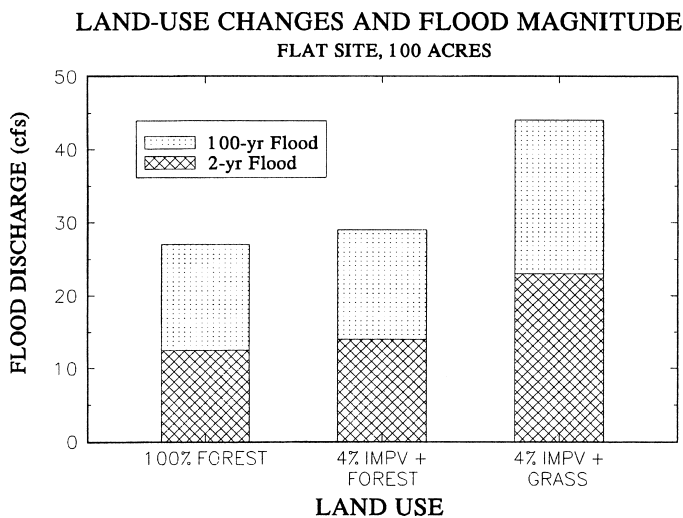 LAND-USE CHANGES AND FLOOD MAGNITUDE
FLAT SITE, 100 ACRES
FLOOD DISCHARGE (cfs)
50
40
30
20
10
0
100-yr Flood
2-yr Flood
100% FOREST
4% IMPV +
FOREST
4% IMPV +
GRASS
LAND USE